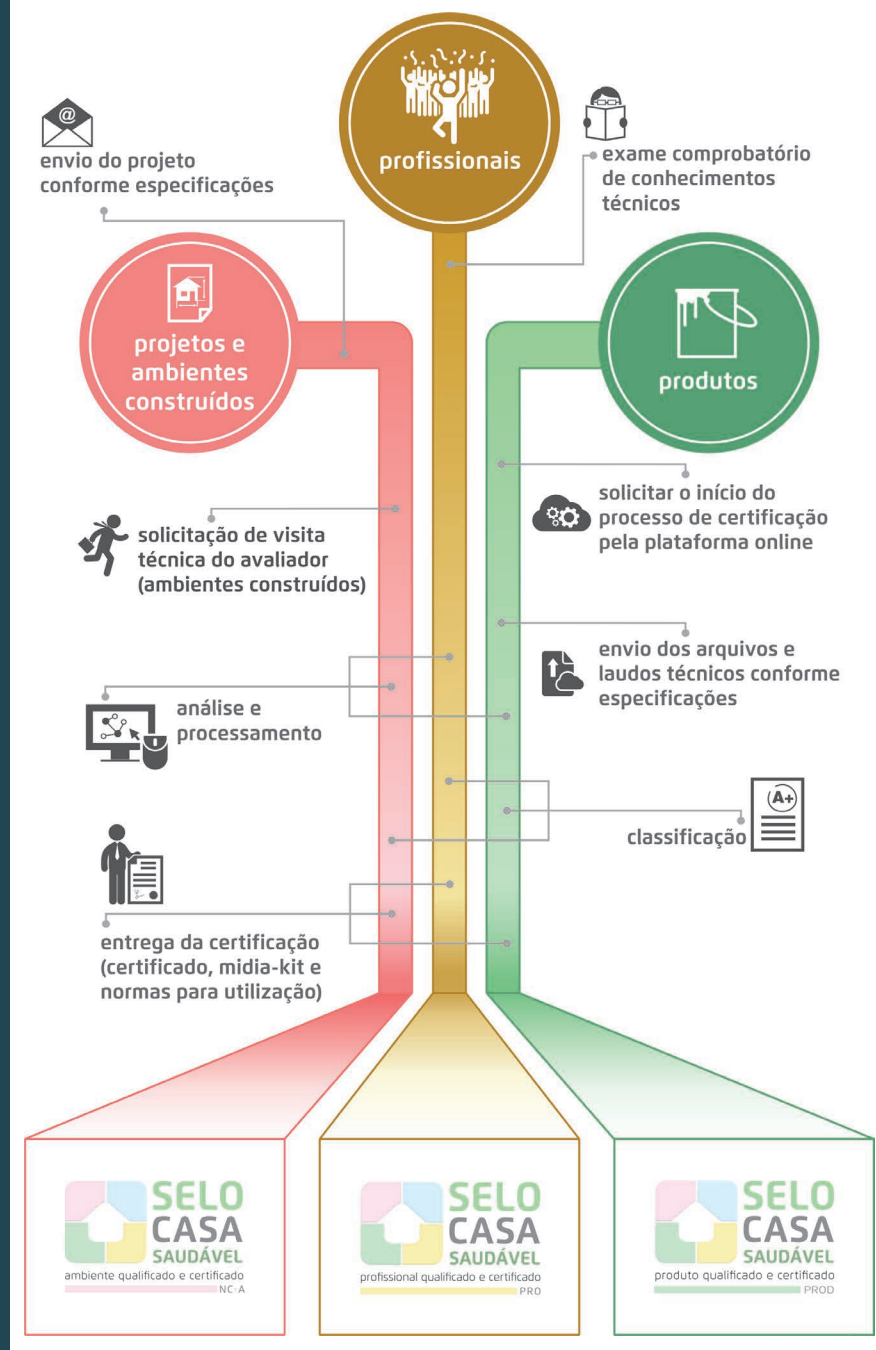 profissionais
@
envio do projeto
conforme especificações
exame comprobatório
de conhecimentos
técnicos
projetos e
ambientes
construídos
produtos
solicitar o início do
processo de certificação
pela plataforma online
solicitação de visita
técnica do avaliador
(ambientes construídos)
envio dos arquivos e
laudos técnicos conforme
especificações
análise e
processamento
A+
classificação
entrega da certificação
(certificado, midia-kit e
normas para utilização)
SELO
CASA
SAUDÁVEL
ambiente qualificado e certificado
NC-A
SELO
CASA
SAUDÁVEL
profissional qualificado e certificado
PRO
SELO
CASA
SAUDÁVEL
produto qualificado e certificado
PROD